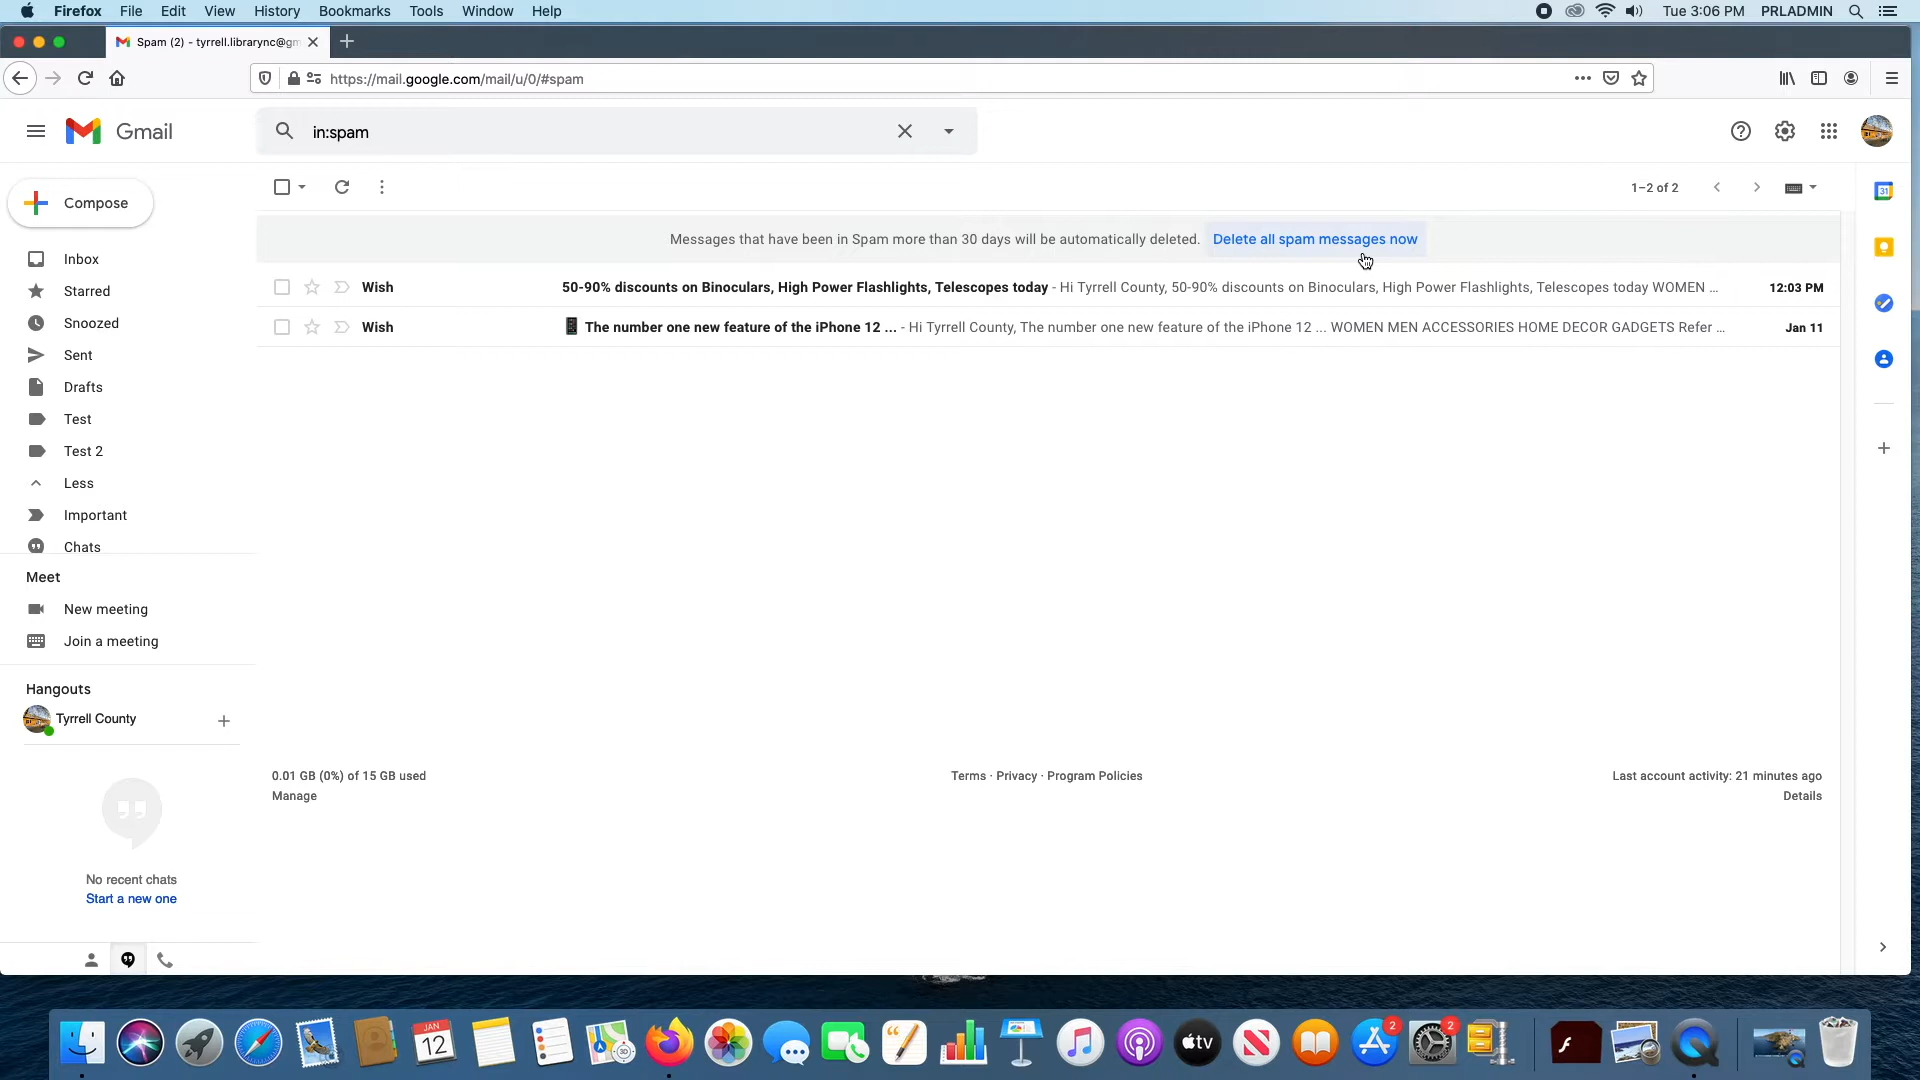 Firefox File Edit View History Bookmarks Tools Window Help Tue 3:06 PM PRLADMIN
Spam (2) - tyrrell.librarync@gm
https://mail.google.com/mail/u/0/#spam
Gmail in:spam
Compose
1–2 of 2
31
Messages that have been in Spam more than 30 days will be automatically deleted. Delete all spam messages now
Wish 50-90% discounts on Binoculars, High Power Flashlights, Telescopes today - Hi Tyrrell County, 50-90% discounts on Binoculars, High Power Flashlights, Telescopes today WOMEN ... 12:03 PM
Wish The number one new feature of the iPhone 12 ... - Hi Tyrrell County, The number one new feature of the iPhone 12 ... WOMEN MEN ACCESSORIES HOME DECOR GADGETS Refer ... Jan 11
Inbox
Starred
Snoozed
Sent
Drafts
Test
Test 2
Less
Important
Chats
Meet
New meeting
Join a meeting
Hangouts
Tyrrell County
No recent chats
Start a new one
0.01 GB (0%) of 15 GB used
Manage
Terms · Privacy · Program Policies
Last account activity: 21 minutes ago
Details
JAN
12
3D
tv
2
2